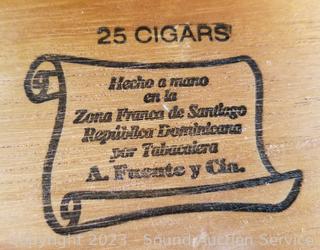 25 CIGARS
Hecho a mano
en la
Zona Franca de Santiago
República Dominicana
por Tabacalera
A. Fuente y Cía.
Copyright 2023 - Sound Auction Service